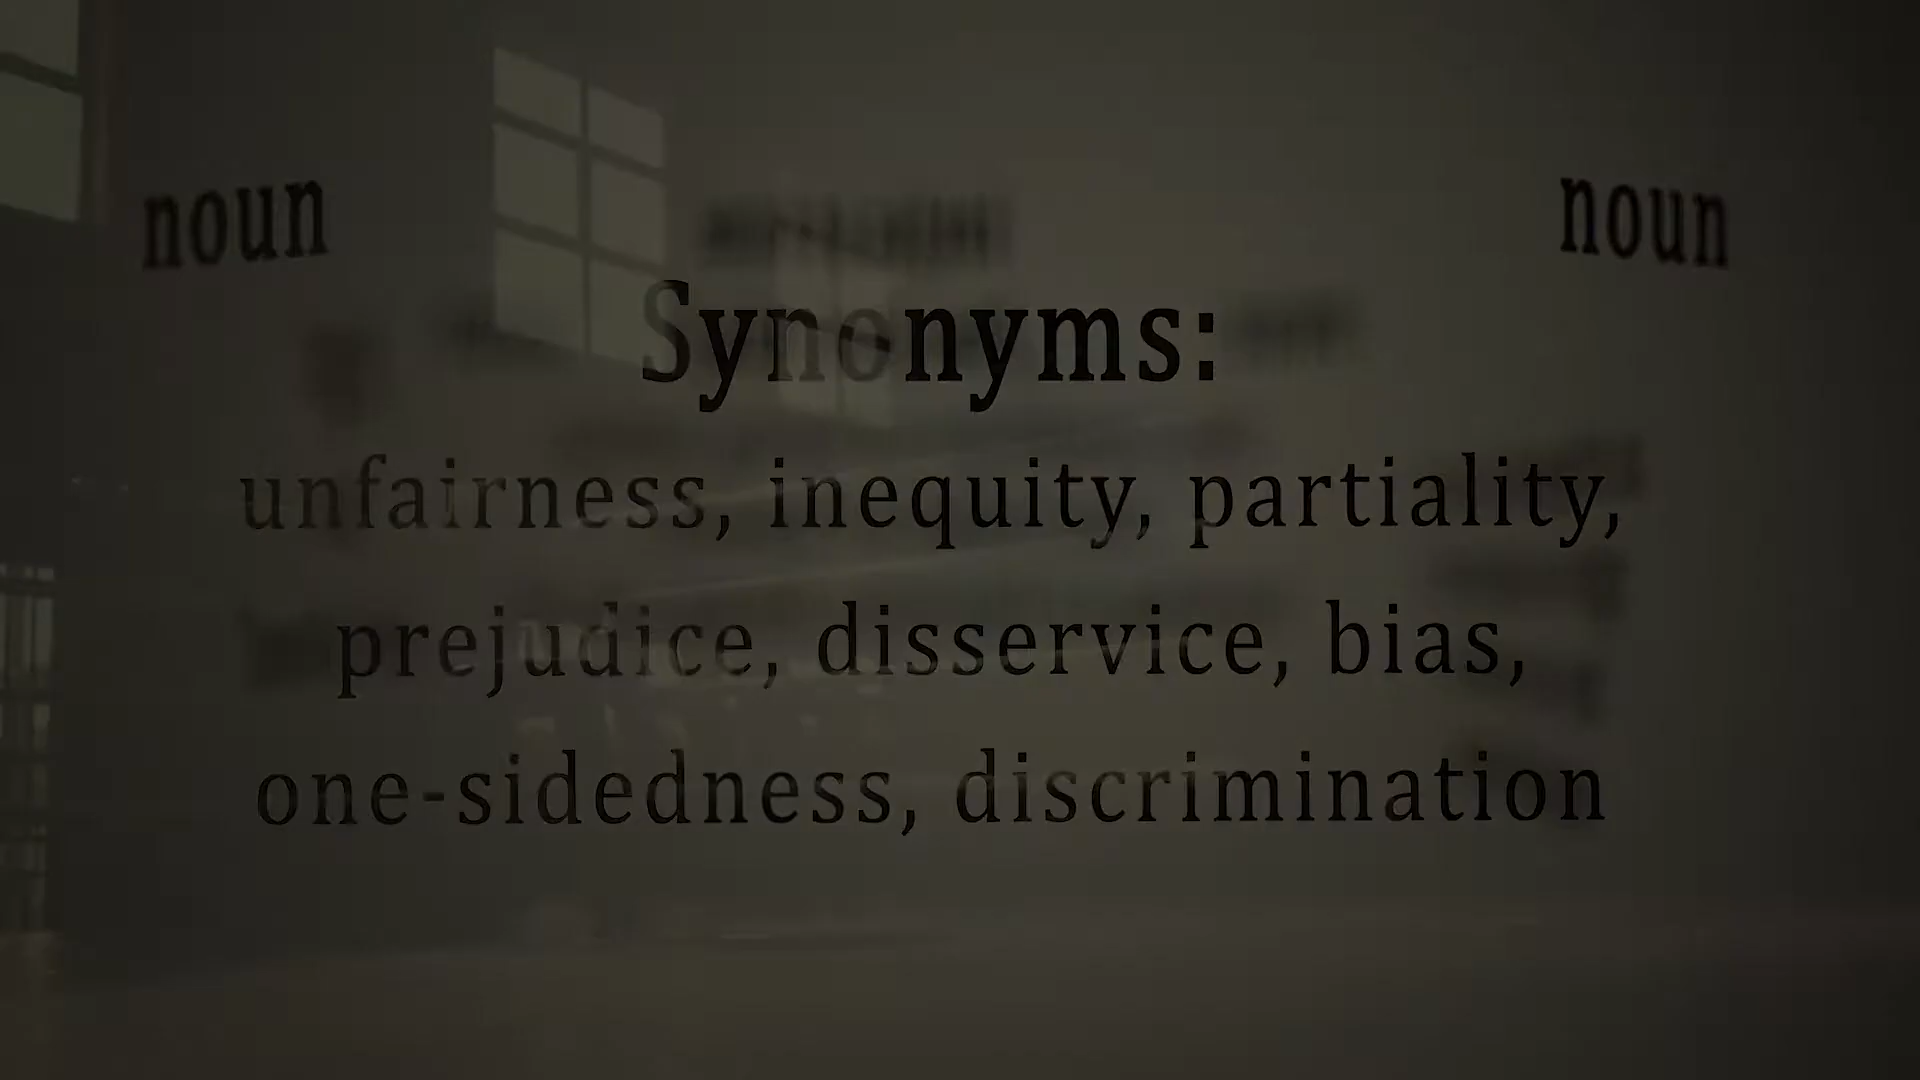 noun
noun
Synonyms:
unfairness, inequity, partiality,
prejudice, disservice, bias,
one-sidedness, discrimination